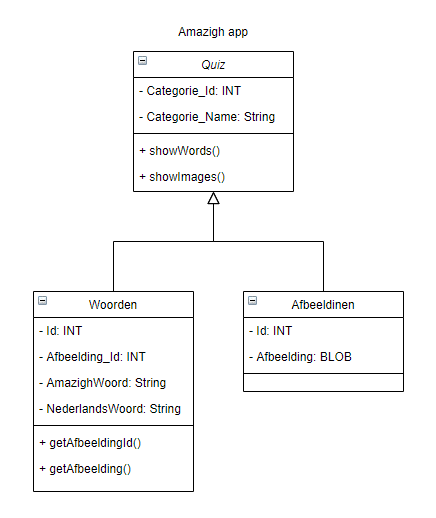 Amazigh app
Quiz
- Categorie_Id: INT
- Categorie_Name: String
+ showWords()
+ showImages()
Woorden
- Id: INT
- Afbeelding_Id: INT
- AmazighWoord: String
- NederlandsWoord: String
+ getAfbeeldingId()
+ getAfbeelding()
Afbeeldinen
- Id: INT
- Afbeelding: BLOB